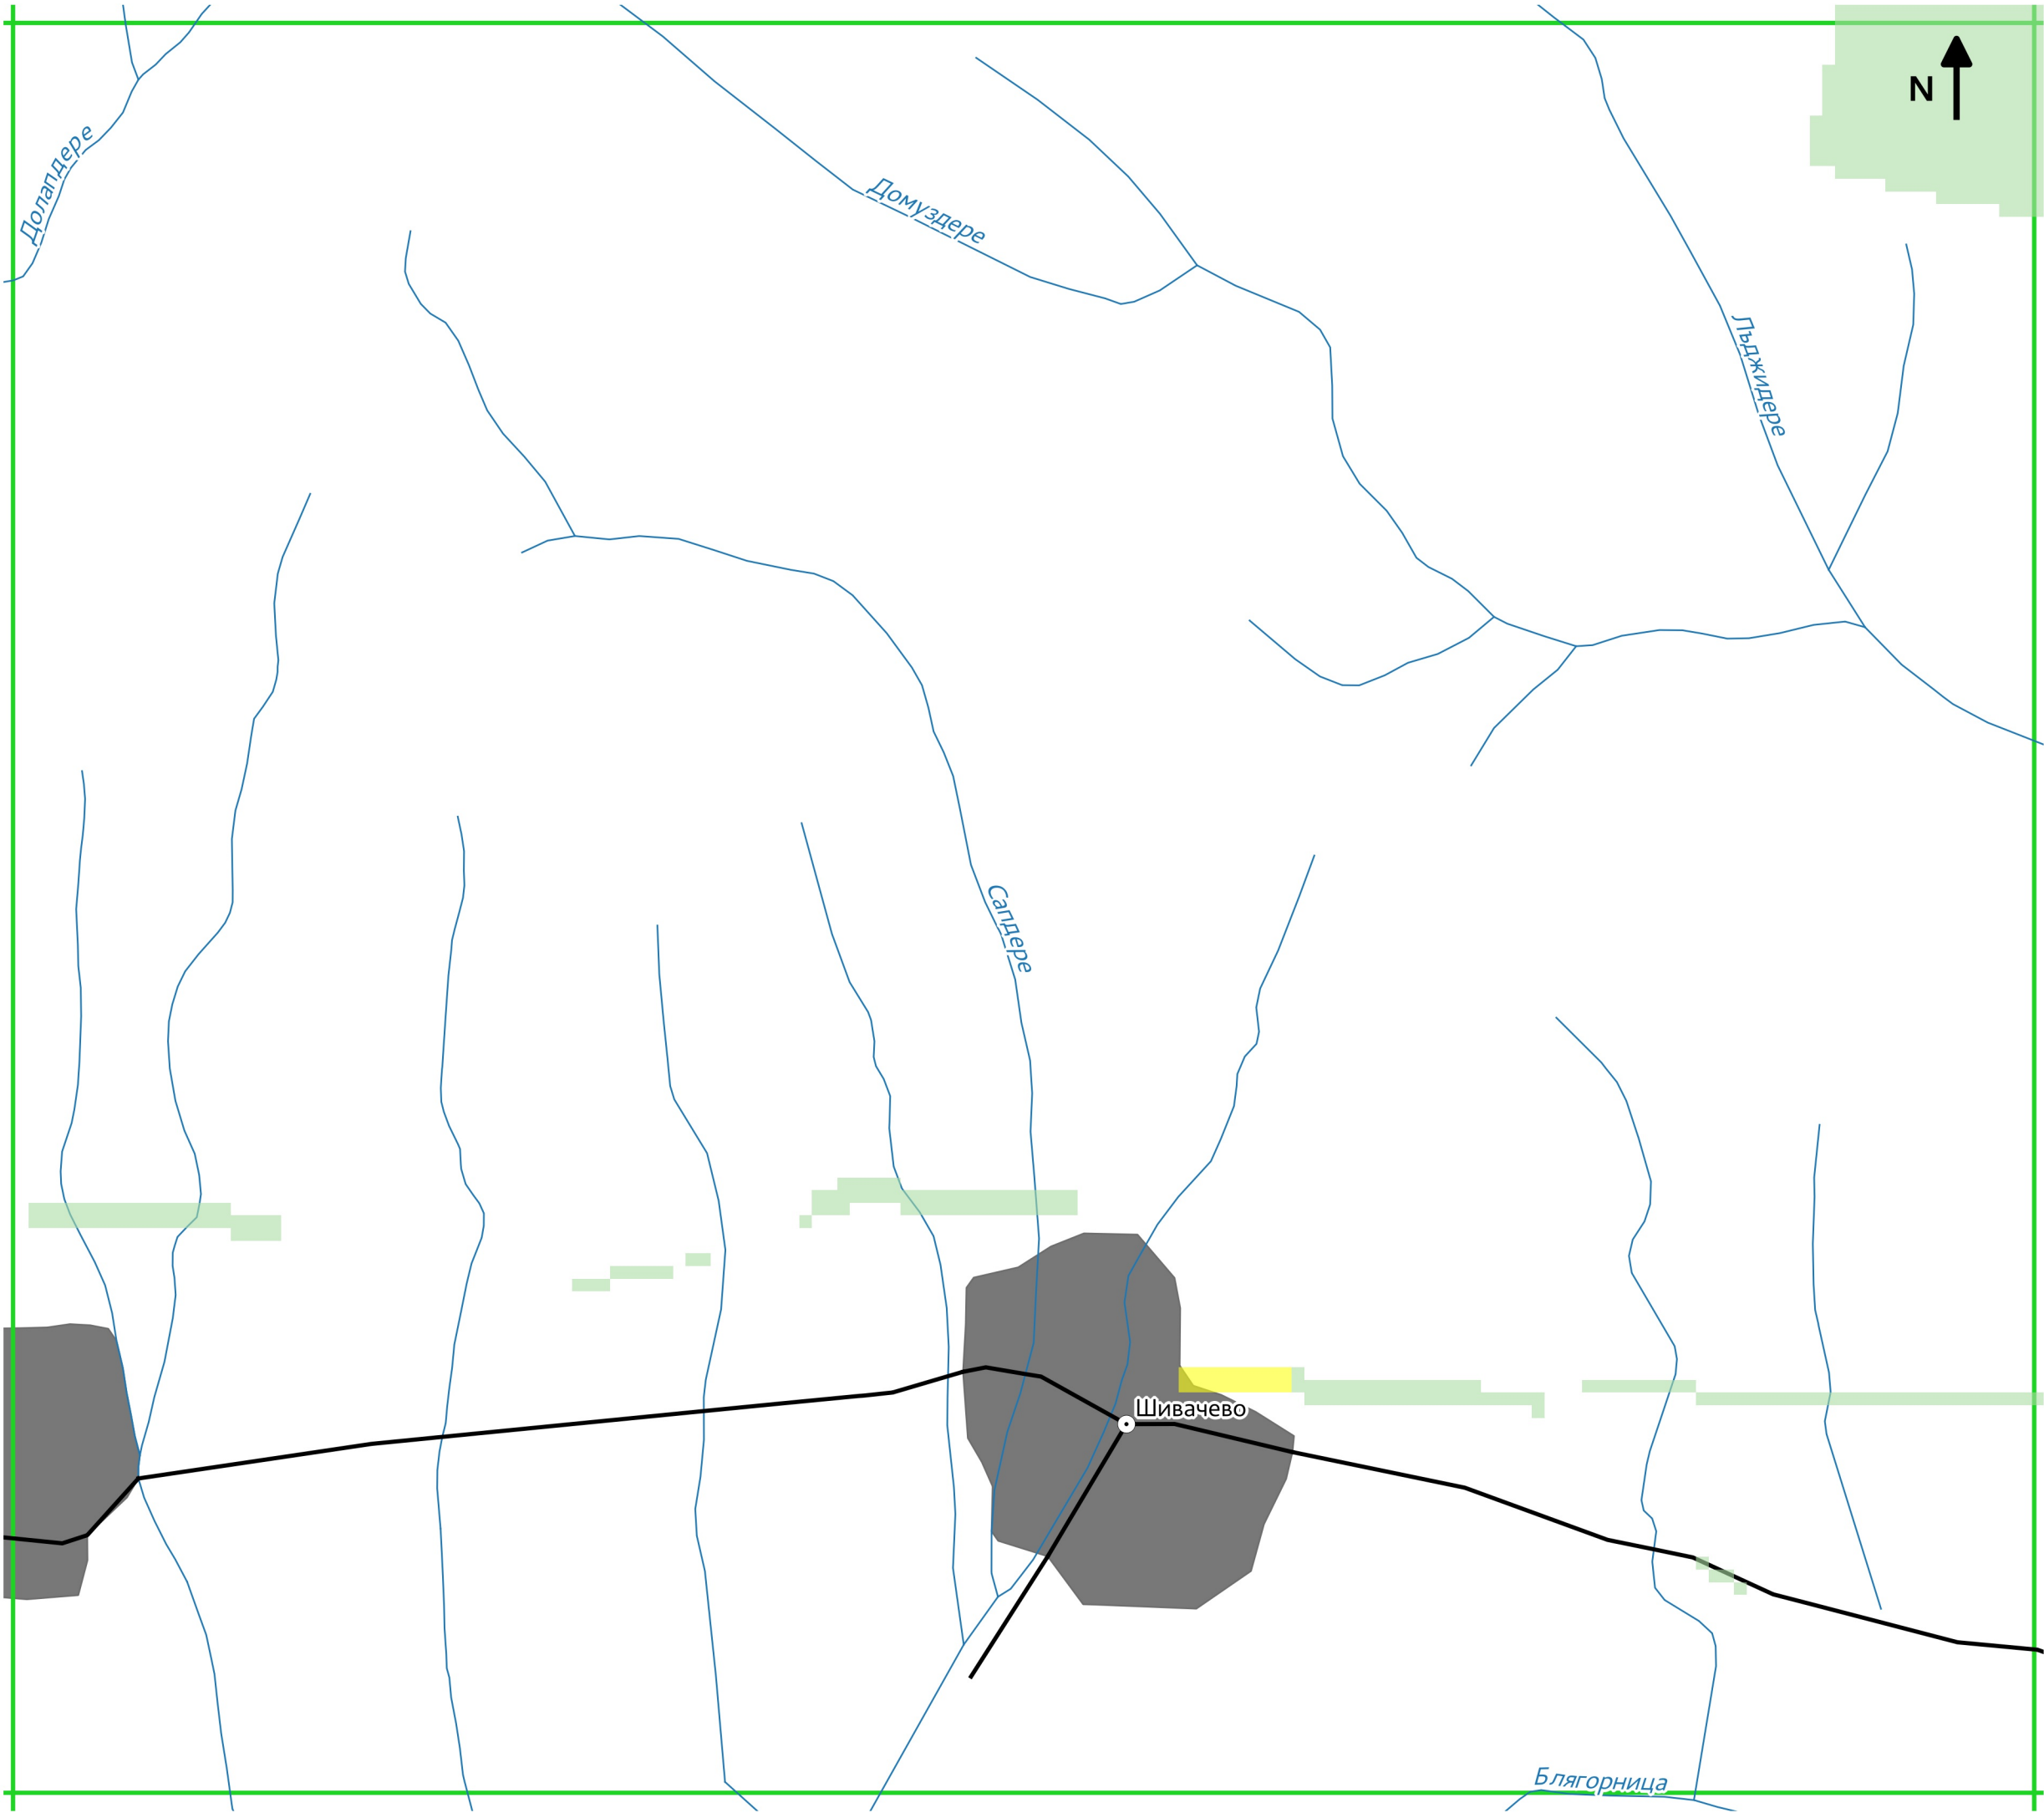 N
Долапдере
Домуздере
Лъджидере
Сапдере
Шивачево
Блягорница